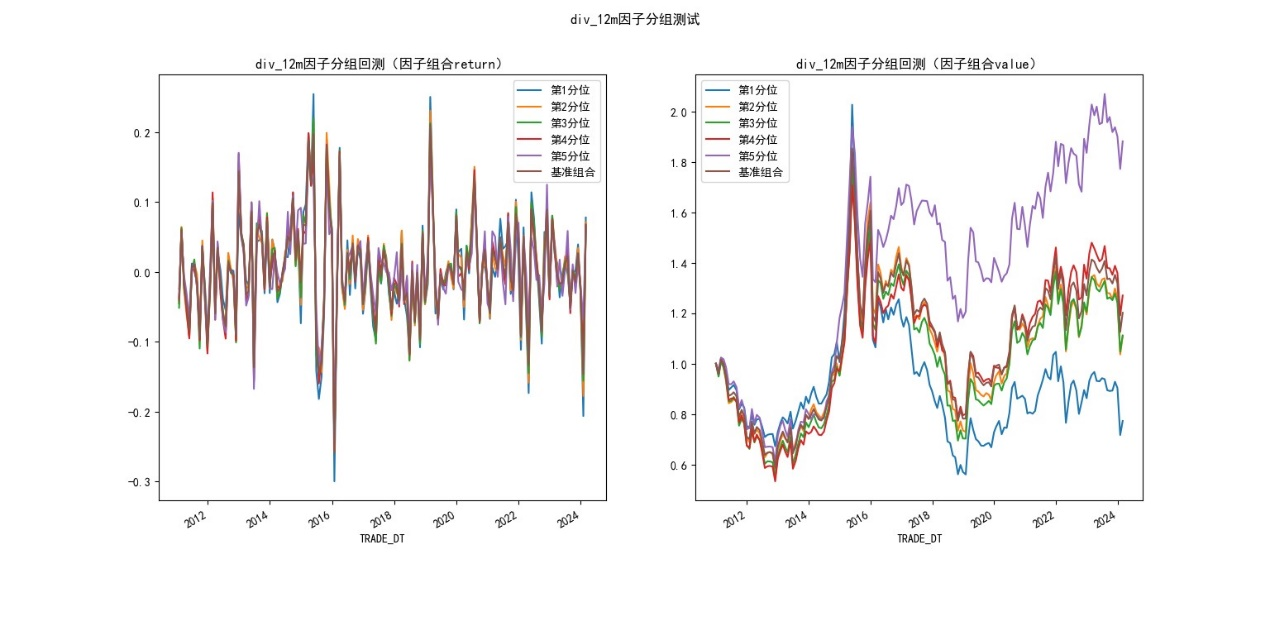 div_12m因子分组测试
div_12m因子分组回测（因子组合return）
第1分位
第2分位
第3分位
第4分位
第5分位
基准组合
0.2
0.1
0.0
-0.1
-0.2
-0.3
2012
2014
2016
2018
2020
2022
2024
TRADE_DT
div_12m因子分组回测（因子组合value）
第1分位
第2分位
第3分位
第4分位
第5分位
基准组合
2.0
1.8
1.6
1.4
1.2
1.0
0.8
0.6
2012
2014
2016
2018
2020
2022
2024
TRADE_DT